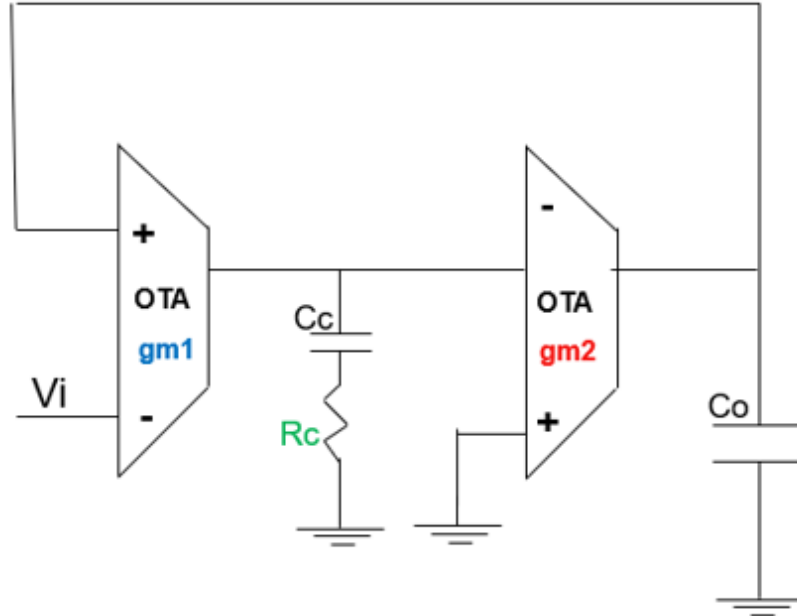 +
OTA
gm1
Vi
-
Cc
Rc
-
OTA
gm2
+
Co